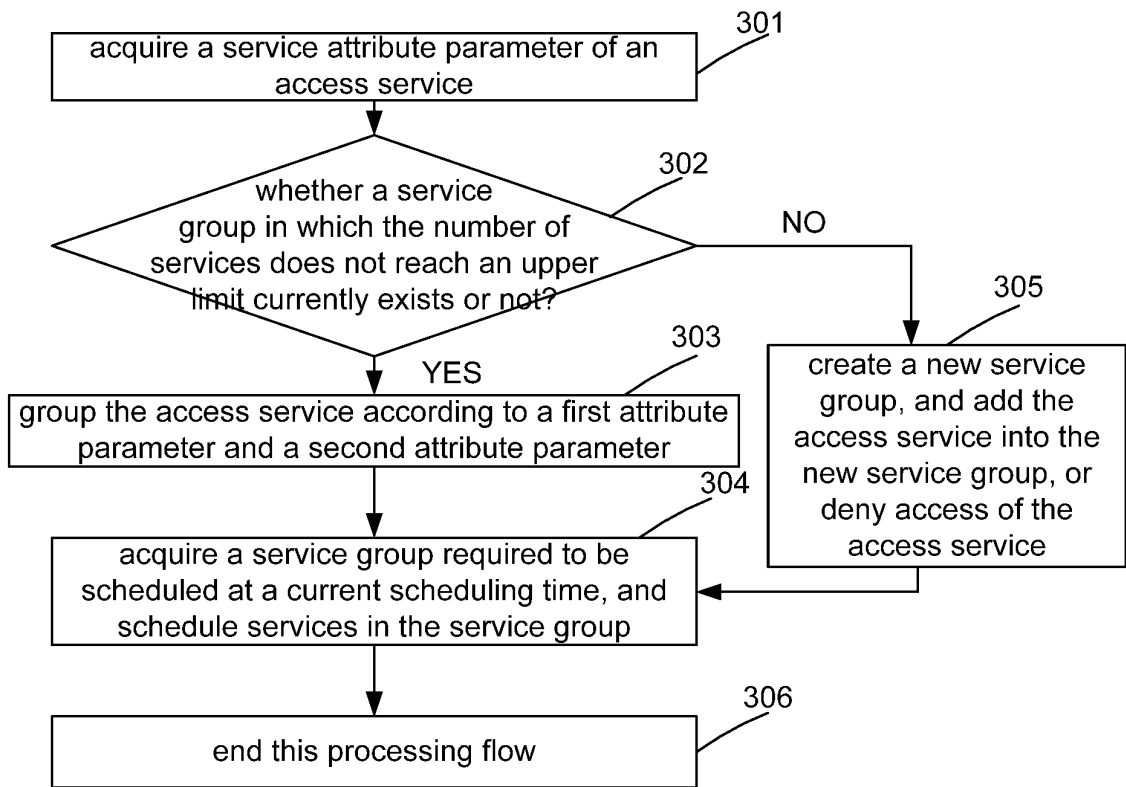 301
acquire a service attribute parameter of an
access service
302
whether a service
group in which the number of
services does not reach an upper
limit currently exists or not?
NO
YES
303
group the access service according to a first attribute
parameter and a second attribute parameter
305
create a new service
group, and add the
access service into the
new service group, or
deny access of the
access service
304
acquire a service group required to be
scheduled at a current scheduling time, and
schedule services in the service group
306
end this processing flow